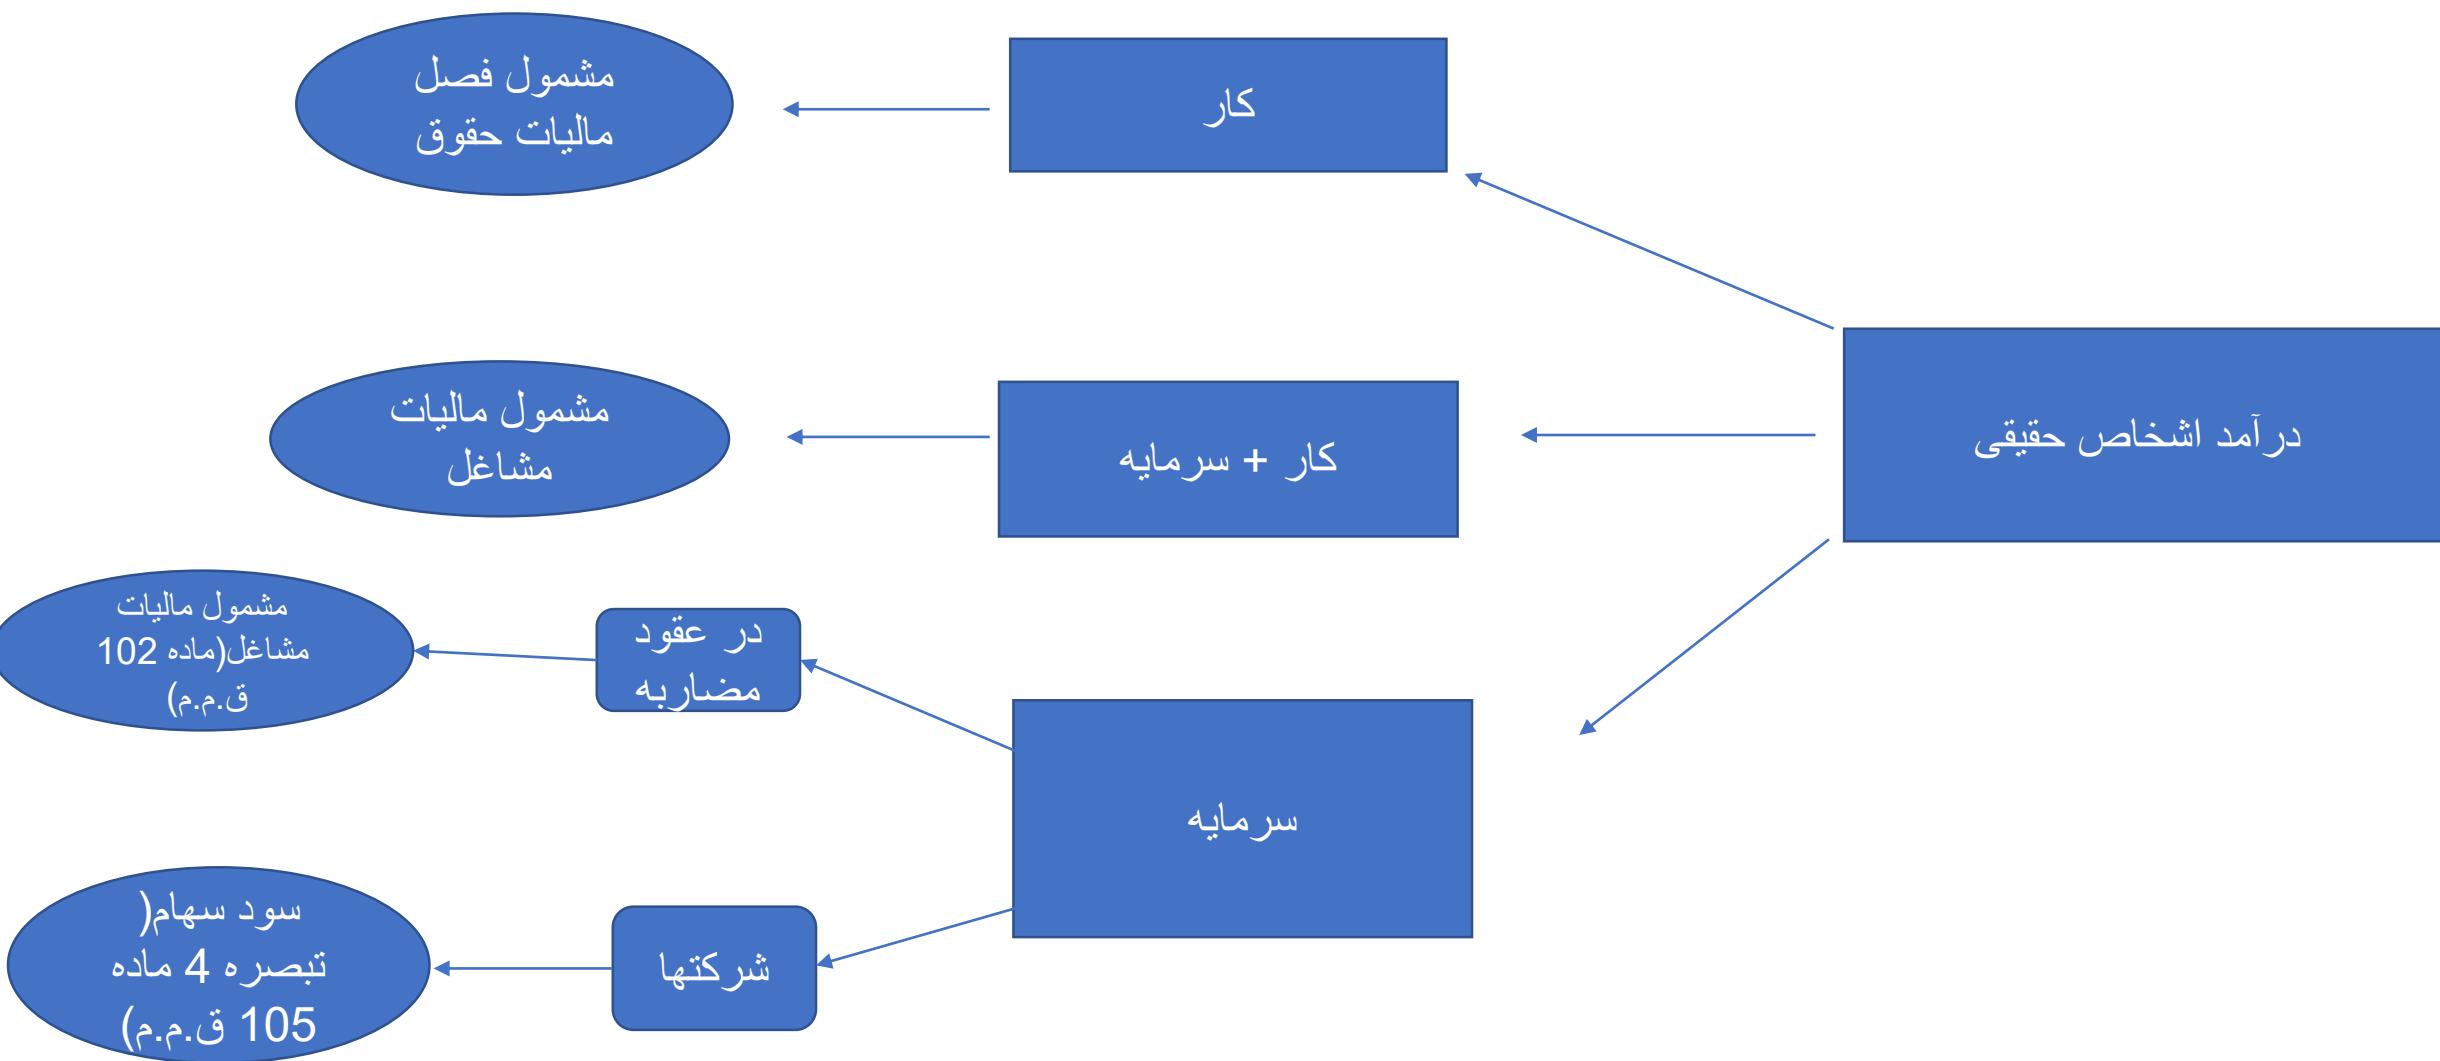 درآمد اشخاص حقیقی
کار
مشمول فصل
مالیات حقوق
کار + سرمایه
مشمول مالیات
مشاغل
سرمایه
در عقود
مضاربه
مشمول مالیات
مشاغل(ماده 102
ق.م.م)
شرکتها
سود سهام(
تبصره 4 ماده
105 ق.م.م)